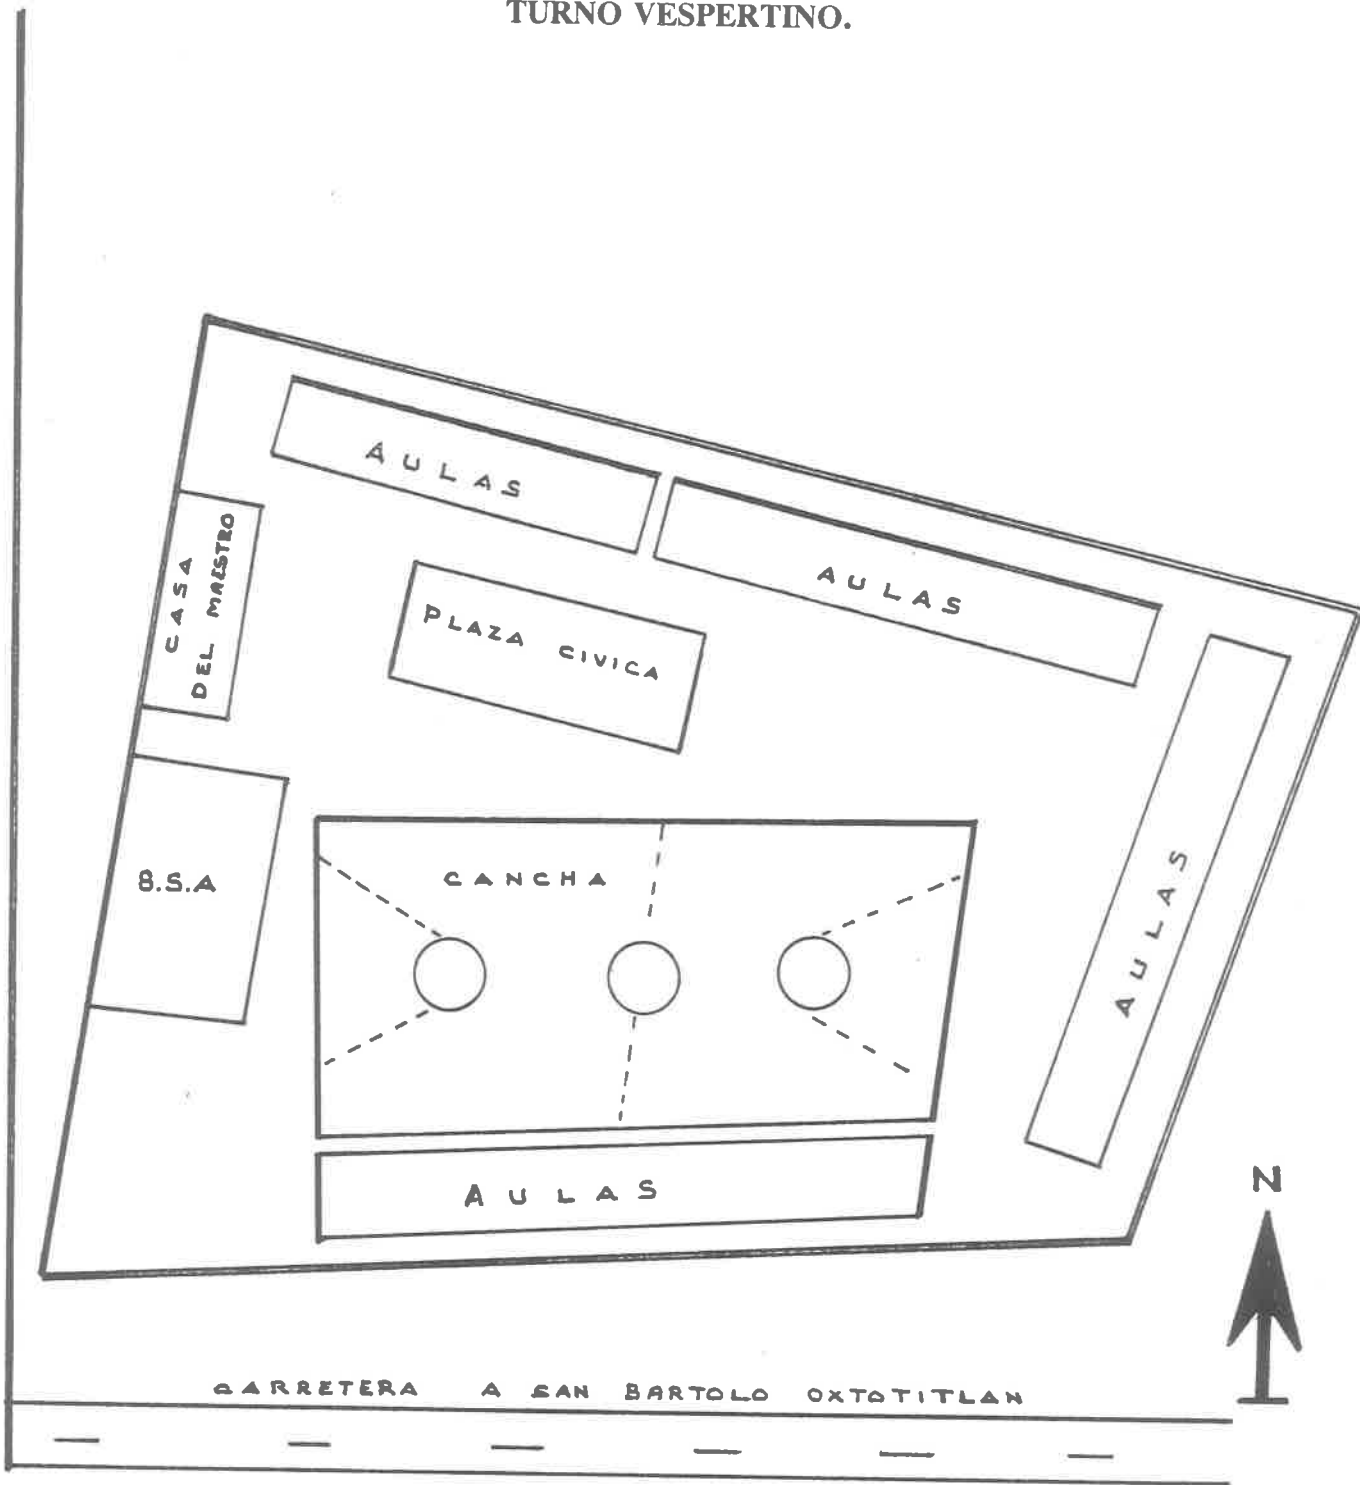 TURNO VESPERTINO.
AULAS
AULAS
CASA
DEL MAESTRO
PLAZA CIVICA
B.S.A
CANCHA
AULAS
AULAS
N
CARRETERA A SAN BARTOLO OXTOTITLAN